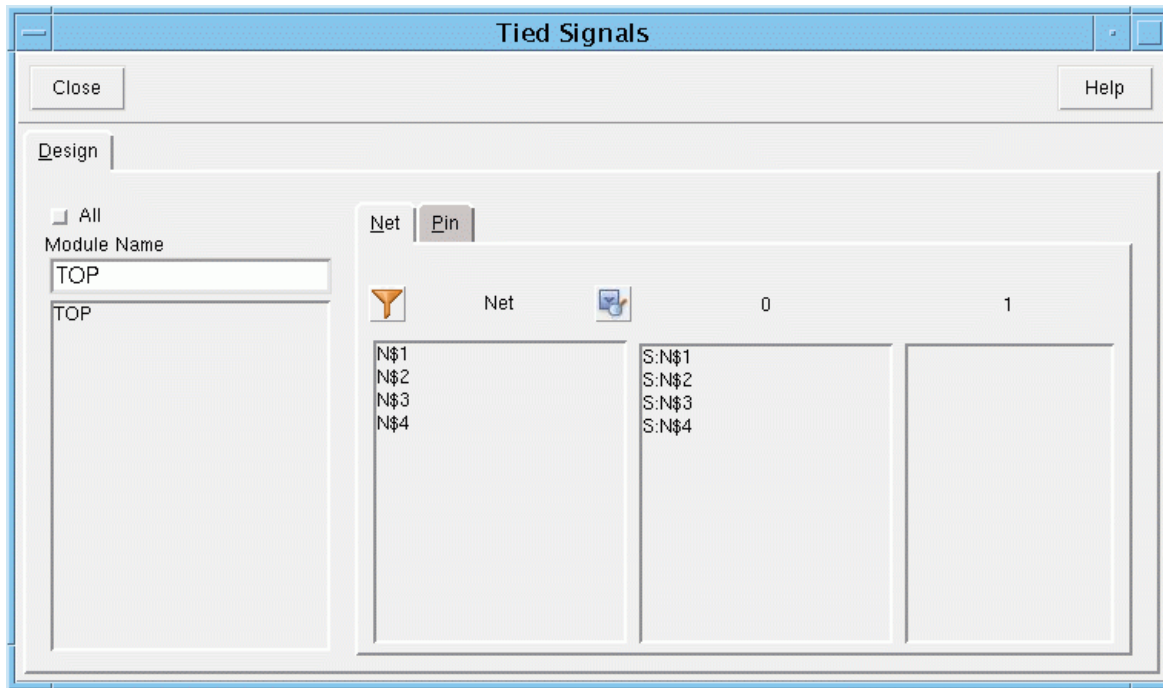 Tied Signals
Close
Help
Design
All
Module Name
TOP
TOP
Net
Pin
Net
0
1
N$1
N$2
N$3
N$4
S:N$1
S:N$2
S:N$3
S:N$4